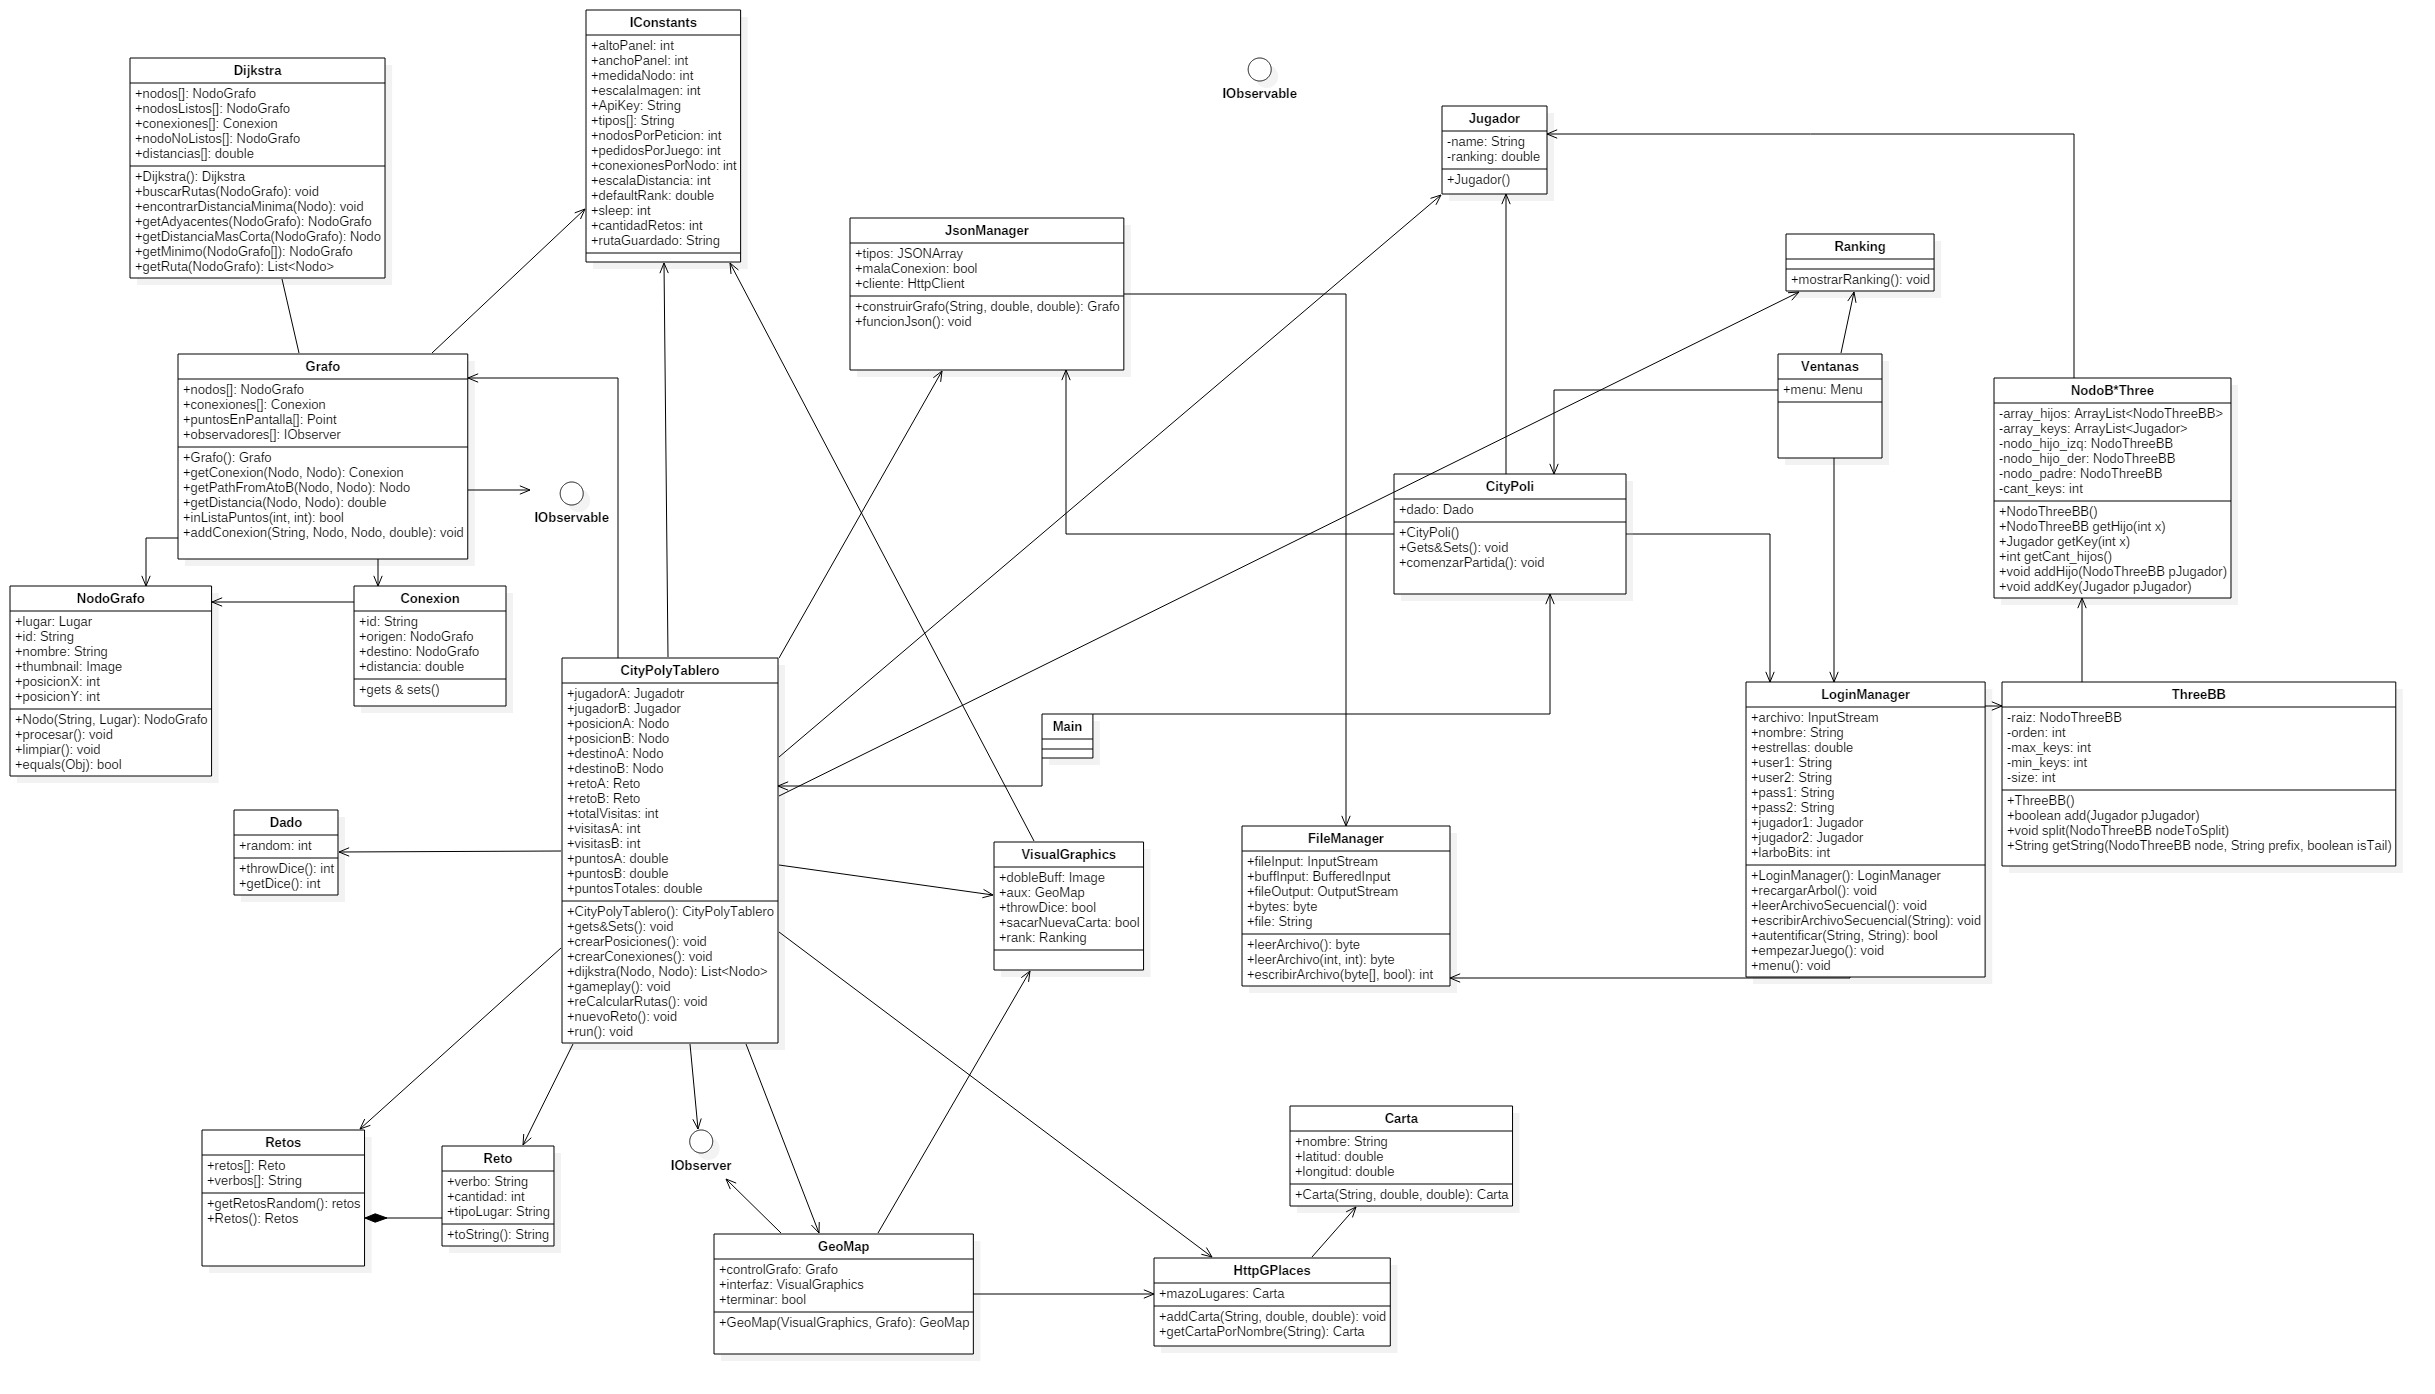 IConstants
+altoPanel: int
+anchoPanel: int
+medidaNodo: int
+escalaImagen: int
+ApiKey: String
+tipos[]: String
+nodosPorPeticion: int
+pedidosPorJuego: int
+conexionesPorNodo: int
+escalaDistancia: int
+defaultRank: double
+sleep: int
+cantidadRetos: int
+rutaGuardado: String
Dijkstra
+nodos[]: NodoGrafo
+nodosListos[]: NodoGrafo
+conexiones[]: Conexion
+nodoNoListos[]: NodoGrafo
+distancias[]: double
+Dijkstra(): Dijkstra
+buscarRutas(NodoGrafo): void
+encontrarDistanciaMinima(Nodo): void
+getAdyacentes(NodoGrafo): NodoGrafo
+getDistanciaMasCorta(NodoGrafo): Nodo
+getMinimo(NodoGrafo[]): NodoGrafo
+getRuta(NodoGrafo): List<Nodo>
IObservable
Jugador
-name: String
-ranking: double
+Jugador()
JsonManager
+tipos: JSONArray
+malaConexion: bool
+cliente: HttpClient
+construirGrafo(String, double, double): Grafo
+funcionJson(): void
Ranking
+mostrarRanking(): void
Grafo
+nodos[]: NodoGrafo
+conexiones[]: Conexion
+puntosEnPantalla[]: Point
+observadores[]: IObserver
+Grafo(): Grafo
+getConexion(Nodo, Nodo): Conexion
+getPathFromAtoB(Nodo, Nodo): Nodo
+getDistancia(Nodo, Nodo): double
+inListaPuntos(int, int): bool
+addConexion(String, Nodo, Nodo, double): void
IObservable
Ventanas
+menu: Menu
NodoB*Three
-array_hijos: ArrayList<NodoThreeBB>
-array_keys: ArrayList<Jugador>
-nodo_hijo_izq: NodoThreeBB
-nodo_hijo_der: NodoThreeBB
-nodo_padre: NodoThreeBB
-cant_keys: int
+NodoThreeBB()
+NodoThreeBB getHijo(int x)
+Jugador getKey(int x)
+int getCant_hijos()
+void addHijo(NodoThreeBB pJugador)
+void addKey(Jugador pJugador)
CityPoli
+dado: Dado
+CityPoli()
+Gets&Sets(): void
+comenzarPartida(): void
NodoGrafo
+lugar: Lugar
+id: String
+nombre: String
+thumbnail: Image
+posicionX: int
+posicionY: int
+Nodo(String, Lugar): NodoGrafo
+procesar(): void
+limpiar(): void
+equals(Obj): bool
Conexion
+id: String
+origen: NodoGrafo
+destino: NodoGrafo
+distancia: double
+gets & sets()
CityPolyTablero
+jugadorA: Jugadotr
+jugadorB: Jugador
+posicionA: Nodo
+posicionB: Nodo
+destinoA: Nodo
+destinoB: Nodo
+retoA: Reto
+retoB: Reto
+totalVisitas: int
+visitasA: int
+visitasB: int
+puntosA: double
+puntosB: double
+puntosTotales: double
+CityPolyTablero(): CityPolyTablero
+gets&Sets(): void
+crearPosiciones(): void
+crearConexiones(): void
+dijkstra(Nodo, Nodo): List<Nodo>
+gameplay(): void
+reCalcularRutas(): void
+nuevoReto(): void
+run(): void
Main
LoginManager
+archivo: InputStream
+nombre: String
+estrellas: double
+user1: String
+user2: String
+pass1: String
+pass2: String
+jugador1: Jugador
+jugador2: Jugador
+larboBits: int
+LoginManager(): LoginManager
+recargarArbol(): void
+leerArchivoSecuencial(): void
+escribirArchivoSecuencial(String): void
+autentificar(String, String): bool
+empezarJuego(): void
+menu(): void
ThreeBB
-raiz: NodoThreeBB
-orden: int
-max_keys: int
-min_keys: int
-size: int
+ThreeBB()
+boolean add(Jugador pJugador)
+void split(NodoThreeBB nodeToSplit)
+String getString(NodoThreeBB node, String prefix, boolean isTail)
Dado
+random: int
+throwDice(): int
+getDice(): int
VisualGraphics
+dobleBuff: Image
+aux: GeoMap
+throwDice: bool
+sacarNuevaCarta: bool
+rank: Ranking
FileManager
+fileInput: InputStream
+buffInput: BufferedInput
+fileOutput: OutputStream
+bytes: byte
+file: String
+leerArchivo(): byte
+leerArchivo(int, int): byte
+escribirArchivo(byte[], bool): int
Retos
+retos[]: Reto
+verbos[]: String
+getRetosRandom(): retos
+Retos(): Retos
Reto
+verbo: String
+cantidad: int
+tipoLugar: String
+toString(): String
IObserver
Carta
+nombre: String
+latitud: double
+longitud: double
+Carta(String, double, double): Carta
GeoMap
+controlGrafo: Grafo
+interfaz: VisualGraphics
+terminar: bool
+GeoMap(VisualGraphics, Grafo): GeoMap
HttpGPlaces
+mazoLugares: Carta
+addCarta(String, double, double): void
+getCartaPorNombre(String): Carta